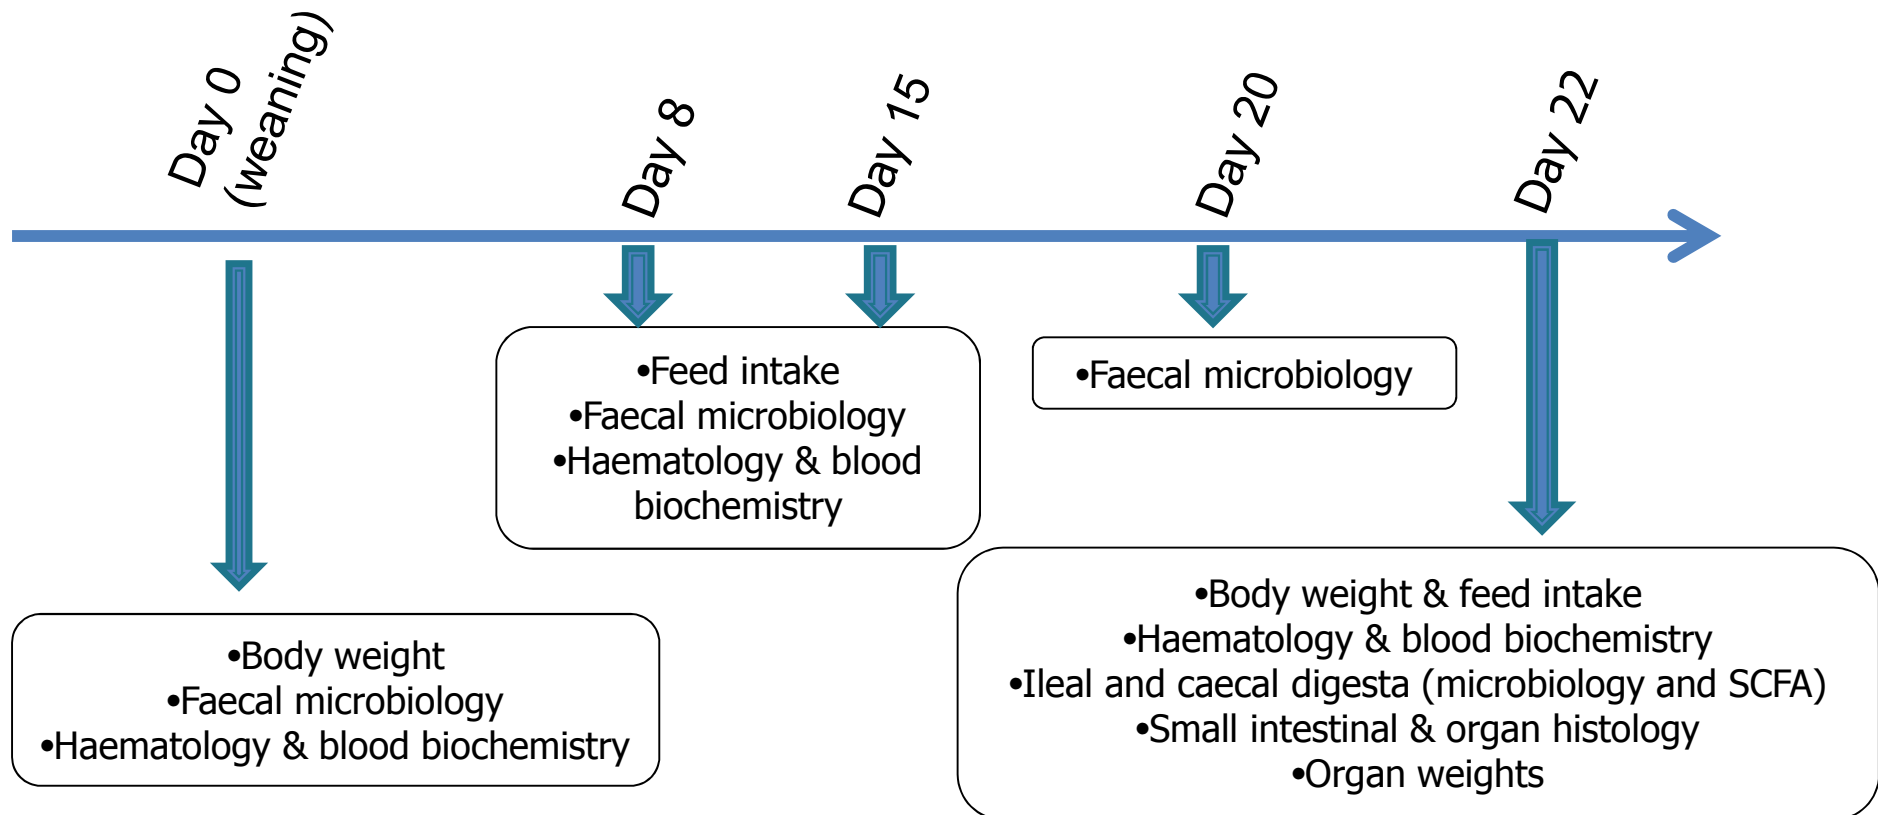 Day 0
(weaning)
Day 8
Day 15
Day 20
Day 22
•Feed intake
•Faecal microbiology
•Haematology & blood
biochemistry
•Faecal microbiology
•Body weight
•Faecal microbiology
•Haematology & blood biochemistry
•Body weight & feed intake
•Haematology & blood biochemistry
•Ileal and caecal digesta (microbiology and SCFA)
•Small intestinal & organ histology
•Organ weights